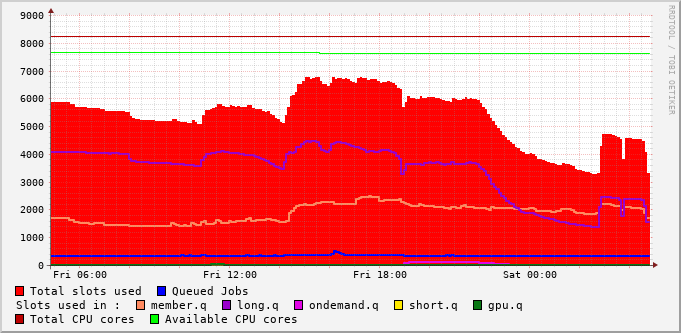 9000
8000
7000
6000
5000
4000
3000
2000
1000
0
Fri 06:00 Fri 12:00 Fri 18:00 Sat 00:00
Total slots used Queued Jobs
Slots used in : member.q long.q ondemand.q short.q gpu.q
Total CPU cores Available CPU cores
RRDTOOL / TOBI OETIKER